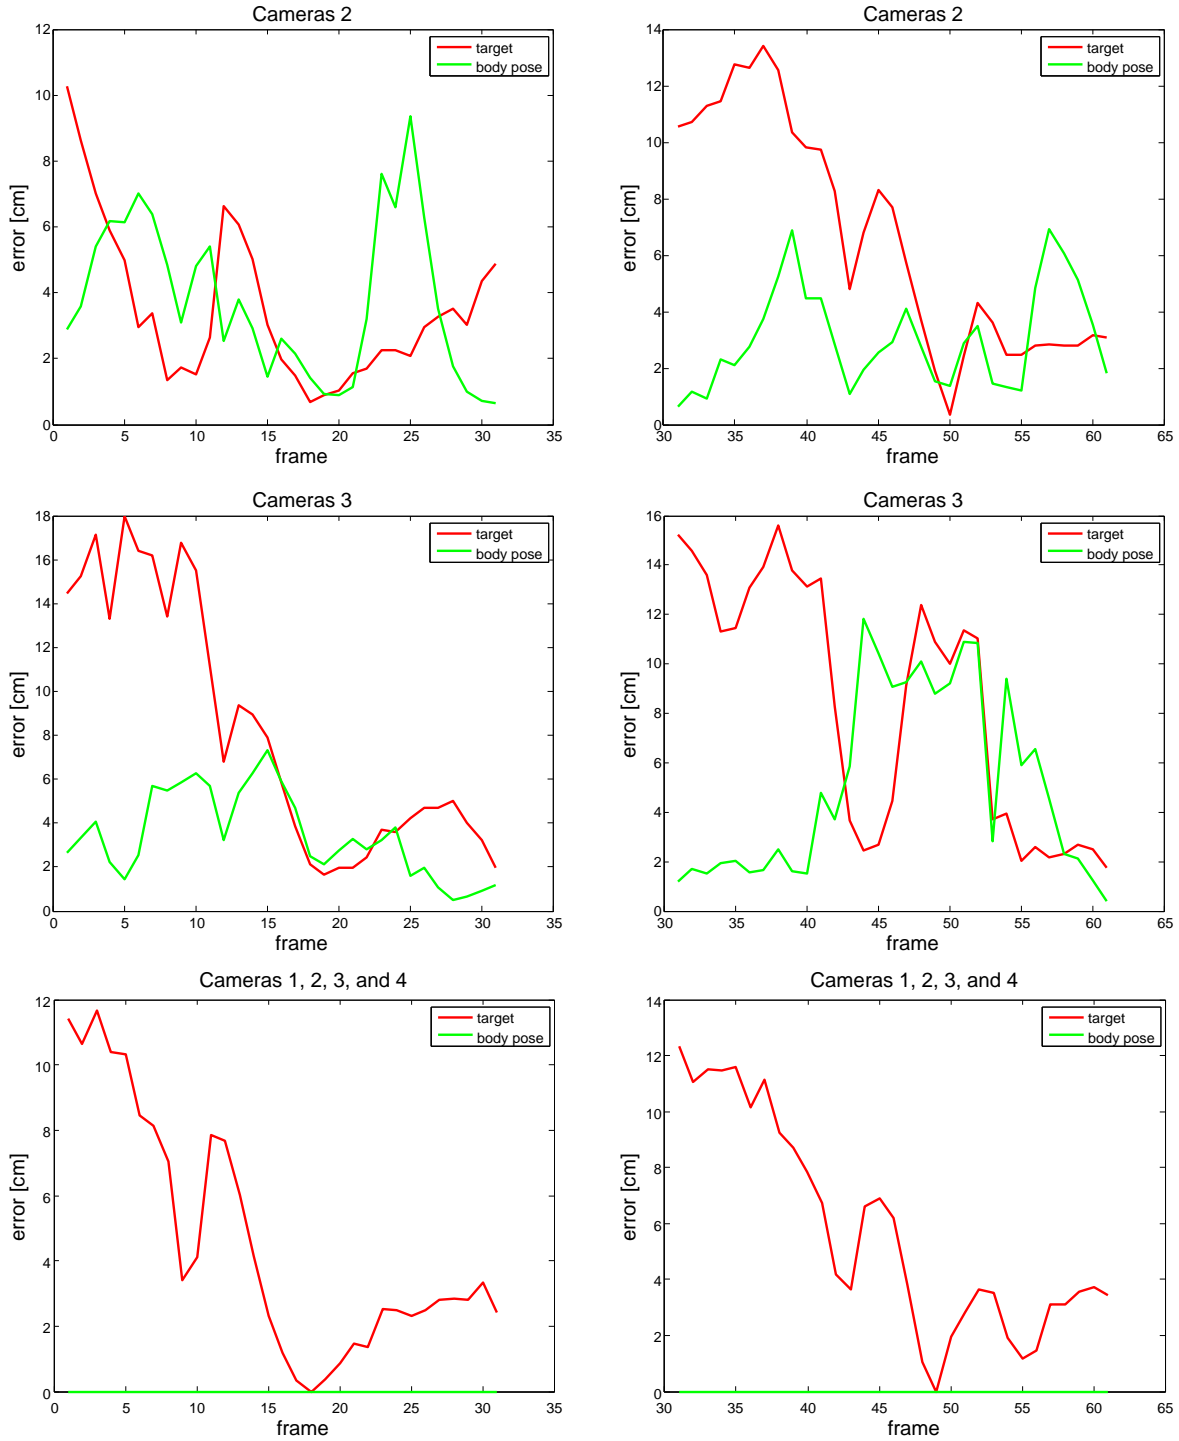 Cameras 2
12
10
8
6
4
2
0
0 5 10 15 20 25 30 35
error [cm]
frame
target
body pose
Cameras 2
14
12
10
8
6
4
2
0
30 35 40 45 50 55 60 65
error [cm]
frame
target
body pose
Cameras 3
18
16
14
12
10
8
6
4
2
0
0 5 10 15 20 25 30 35
error [cm]
frame
target
body pose
Cameras 3
16
14
12
10
8
6
4
2
0
30 35 40 45 50 55 60 65
error [cm]
frame
target
body pose
Cameras 1, 2, 3, and 4
12
10
8
6
4
2
0
0 5 10 15 20 25 30 35
error [cm]
frame
target
body pose
Cameras 1, 2, 3, and 4
14
12
10
8
6
4
2
0
30 35 40 45 50 55 60 65
error [cm]
frame
target
body pose